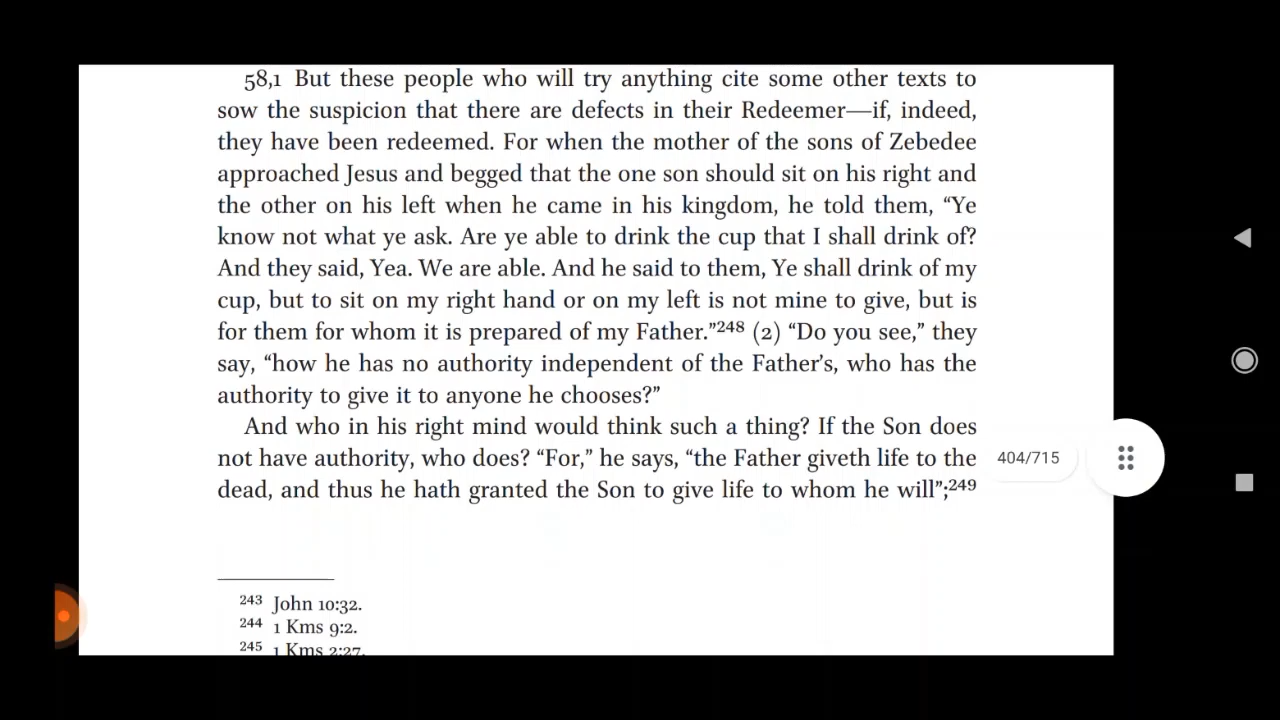 58,1 But these people who will try anything cite some other texts to
sow the suspicion that there are defects in their Redeemer—if, indeed,
they have been redeemed. For when the mother of the sons of Zebedee
approached Jesus and begged that the one son should sit on his right and
the other on his left when he came in his kingdom, he told them, “Ye
know not what ye ask. Are ye able to drink the cup that I shall drink of?
And they said, Yea. We are able. And he said to them, Ye shall drink of my
cup, but to sit on my right hand or on my left is not mine to give, but is
for them for whom it is prepared of my Father.”248 (2) “Do you see,” they
say, “how he has no authority independent of the Father’s, who has the
authority to give it to anyone he chooses?”
And who in his right mind would think such a thing? If the Son does
not have authority, who does? “For,” he says, “the Father giveth life to the
dead, and thus he hath granted the Son to give life to whom he will”;249
404/715
243 John 10:32.
244 1 Kms 9:2.
245 1 Kms 2:27.